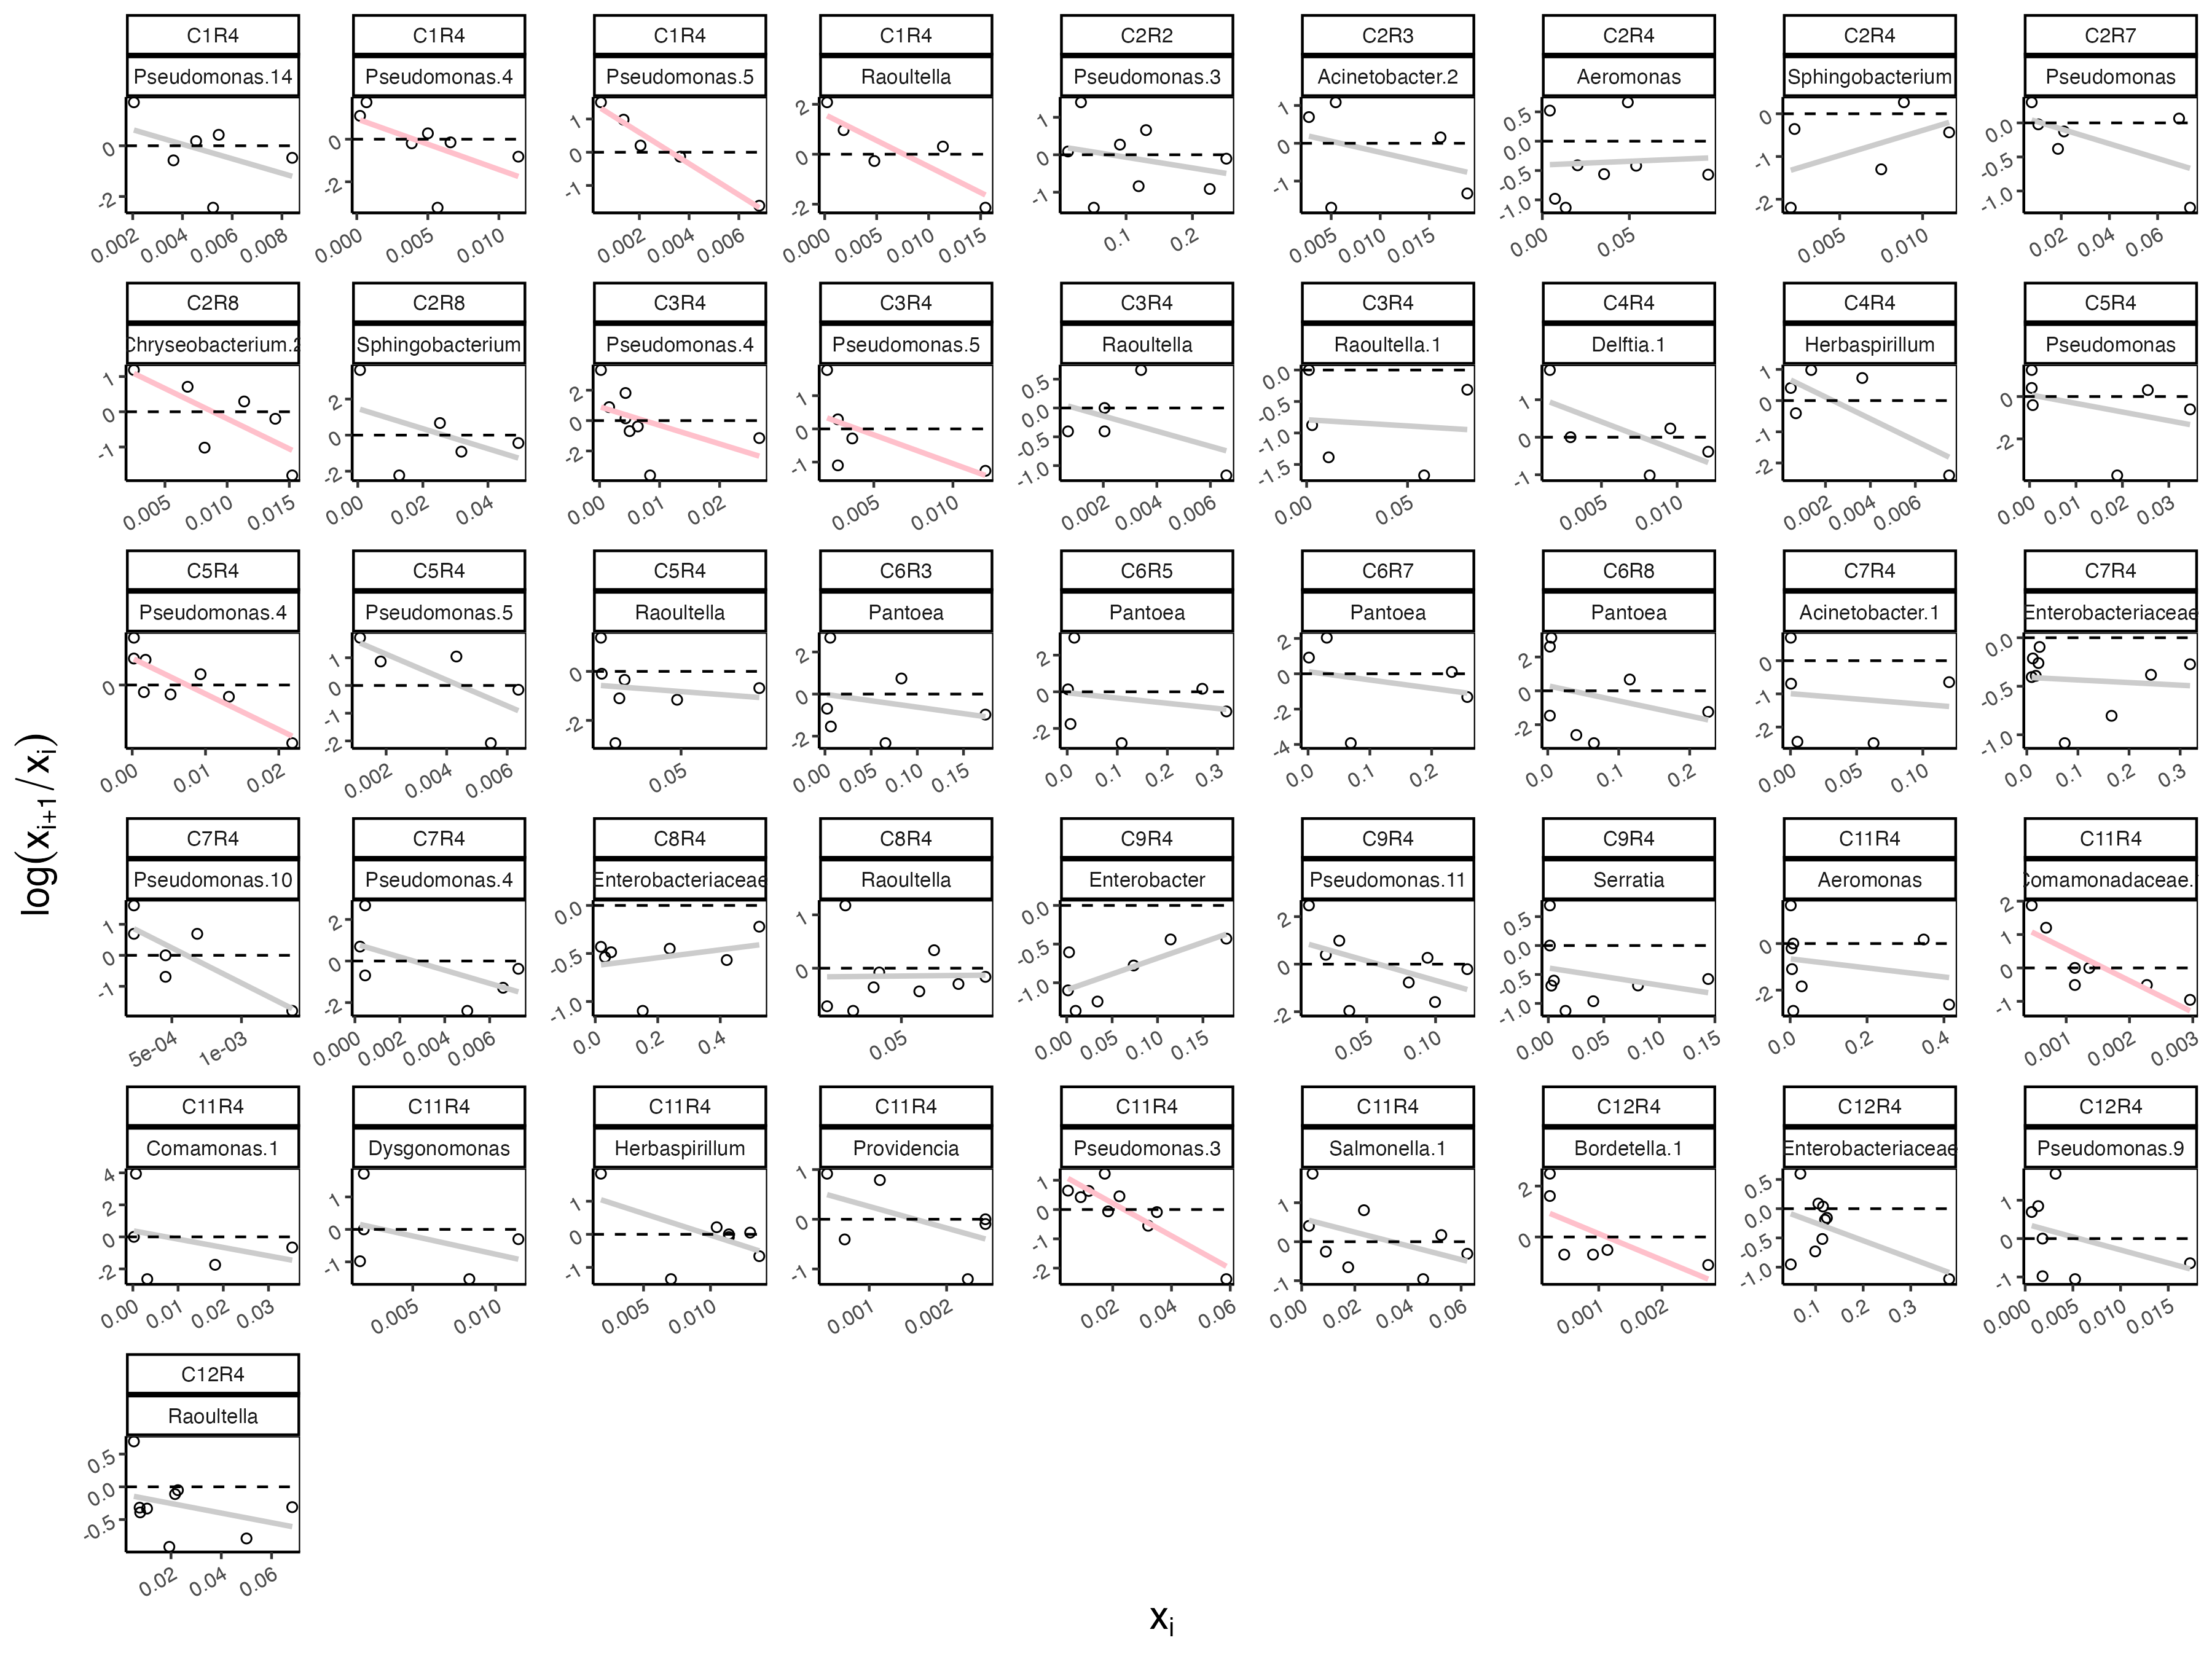 C1R4 C1R4 C1R4 C1R4 C2R2 C2R3 C2R4 C2R4 C2R7
Pseudomonas.14 Pseudomonas.4 Pseudomonas.5 Raoultella Pseudomonas.3 Acinetobacter.2 Aeromonas Sphingobacterium Pseudomonas
0 -2 0 -2 1 0 -1 2 0 -2 1 0 -1 1 0 -1 0.5 0.0 -0.5 -1.0 0 -1 -2 0.0 -0.5 -1.0
0.002 0.004 0.006 0.008 0.000 0.005 0.010 0.002 0.004 0.006 0.000 0.005 0.010 0.015 0.1 0.2 0.005 0.010 0.015 0.00 0.05 0.005 0.010 0.02 0.04 0.06
C2R8 C2R8 C3R4 C3R4 C3R4 C3R4 C4R4 C4R4 C5R4
Chryseobacterium.2 Sphingobacterium Pseudomonas.4 Pseudomonas.5 Raoultella Raoultella.1 Delftia.1 Herbaspirillum Pseudomonas
1 0 -1 2 0 -2 2 0 -2 1 0 -1 0.5 0.0 -0.5 -1.0 0.0 -0.5 -1.0 -1.5 1 0 -1 1 0 -1 -2 0 -2
0.005 0.010 0.015 0.00 0.02 0.04 0.00 0.01 0.02 0.005 0.010 0.002 0.004 0.006 0.00 0.05 0.005 0.010 0.002 0.004 0.006 0.00 0.01 0.02 0.03
C5R4 C5R4 C5R4 C6R3 C6R5 C6R7 C6R8 C7R4 C7R4
Pseudomonas.4 Pseudomonas.5 Raoultella Pantoea Pantoea Pantoea Pantoea Acinetobacter.1 Enterobacteriaceae
0 1 0 -1 -2 0 -2 2 0 -2 2 0 -2 2 0 -2 -4 2 0 -2 0 -1 -2 0.0 -0.5 -1.0
0.00 0.01 0.02 0.002 0.004 0.006 0.05 0.00 0.05 0.10 0.15 0.0 0.1 0.2 0.3 0.0 0.1 0.2 0.0 0.1 0.2 0.00 0.05 0.10 0.0 0.1 0.2 0.3
log(xi+1/xi)
C7R4 C7R4 C8R4 C8R4 C9R4 C9R4 C9R4 C11R4 C11R4
Pseudomonas.10 Pseudomonas.4 Enterobacteriaceae Raoultella Enterobacter Pseudomonas.11 Serratia Aeromonas Comamonadaceae.
1 0 -1 2 0 -2 0.0 -0.5 -1.0 1 0 0.0 -0.5 -1.0 2 0 -2 0.5 0.0 -0.5 -1.0 0 -2 2 1 0 -1
5e-04 1e-03 0.000 0.002 0.004 0.006 0.0 0.2 0.4 0.05 0.00 0.05 0.10 0.15 0.05 0.10 0.00 0.05 0.10 0.15 0.0 0.2 0.4 0.001 0.002 0.003
C11R4 C11R4 C11R4 C11R4 C11R4 C11R4 C12R4 C12R4 C12R4
Comamonas.1 Dysgonomonas Herbaspirillum Providencia Pseudomonas.3 Salmonella.1 Bordetella.1 Enterobacteriaceae Pseudomonas.9
4 2 0 -2 1 0 -1 1 0 -1 1 0 -1 1 0 -1 -2 1 0 -1 2 0 0.5 0.0 -0.5 -1.0 1 0 -1
0.00 0.01 0.02 0.03 0.005 0.010 0.005 0.010 0.001 0.002 0.02 0.04 0.06 0.00 0.02 0.04 0.06 0.001 0.002 0.1 0.2 0.3 0.000 0.005 0.010 0.015
C12R4
Raoultella
0.5 0.0 -0.5
0.02 0.04 0.06
xi